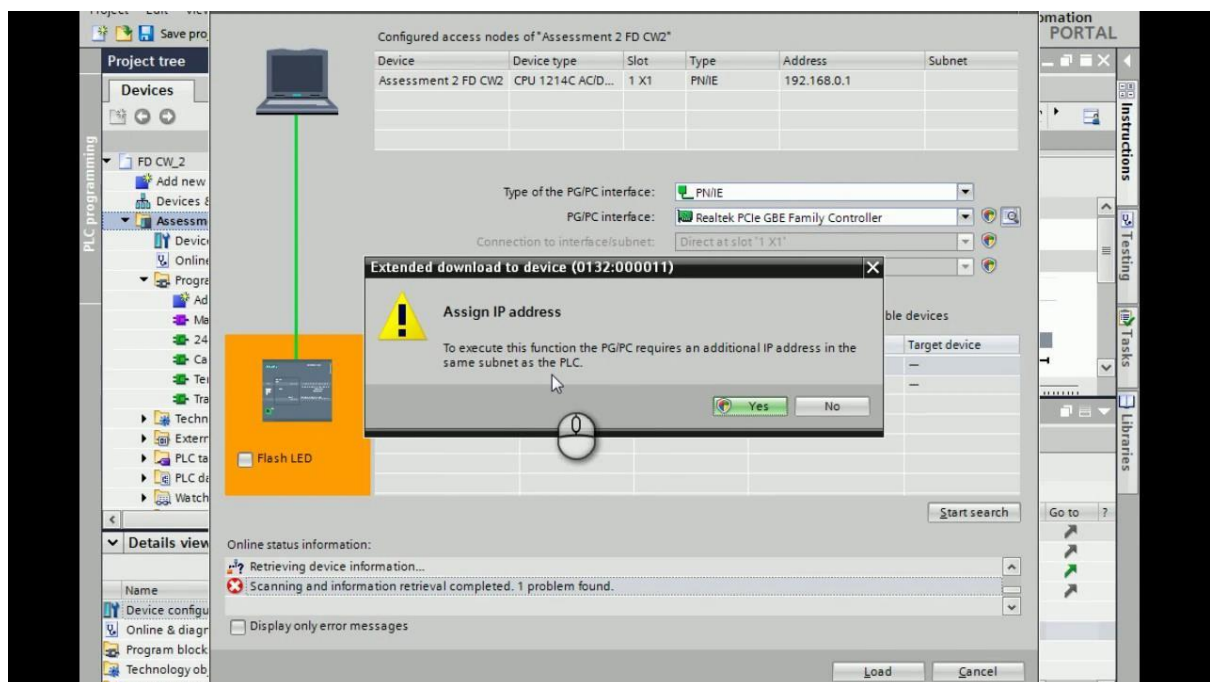 Save pro
omation
PORTAL
Project tree
Devices
PLC programming
FD CW_2
Add new
Devices &
Assessm
Device
Online
Progra
Ad
Ma
24
Ca
Te
Tra
Techn
Extern
PLC ta
PLC da
Watch
Details view
Name
Device configu
Online & diagr
Program block
Technology ob
Configured access nodes of "Assessment 2 FD CW2"
Device Device type Slot Type Address Subnet
Assessment 2 FD CW2 CPU 1214C AC/D... 1 X1 PN/IE 192.168.0.1
Type of the PG/PC interface: PN/IE
PG/PC interface: Realtek PCIe GBE Family Controller
Connection to interface/subnet: Direct at slot '1 X1'
ble devices
Target device
—
—
Extended download to device (0132:000011)
Assign IP address
To execute this function the PG/PC requires an additional IP address in the
same subnet as the PLC.
Yes No
Flash LED
Start search
Online status information:
Retrieving device information...
Scanning and information retrieval completed. 1 problem found.
Display only error messages
Load Cancel
Go to ?
Instructions
Testing
Tasks
Libraries